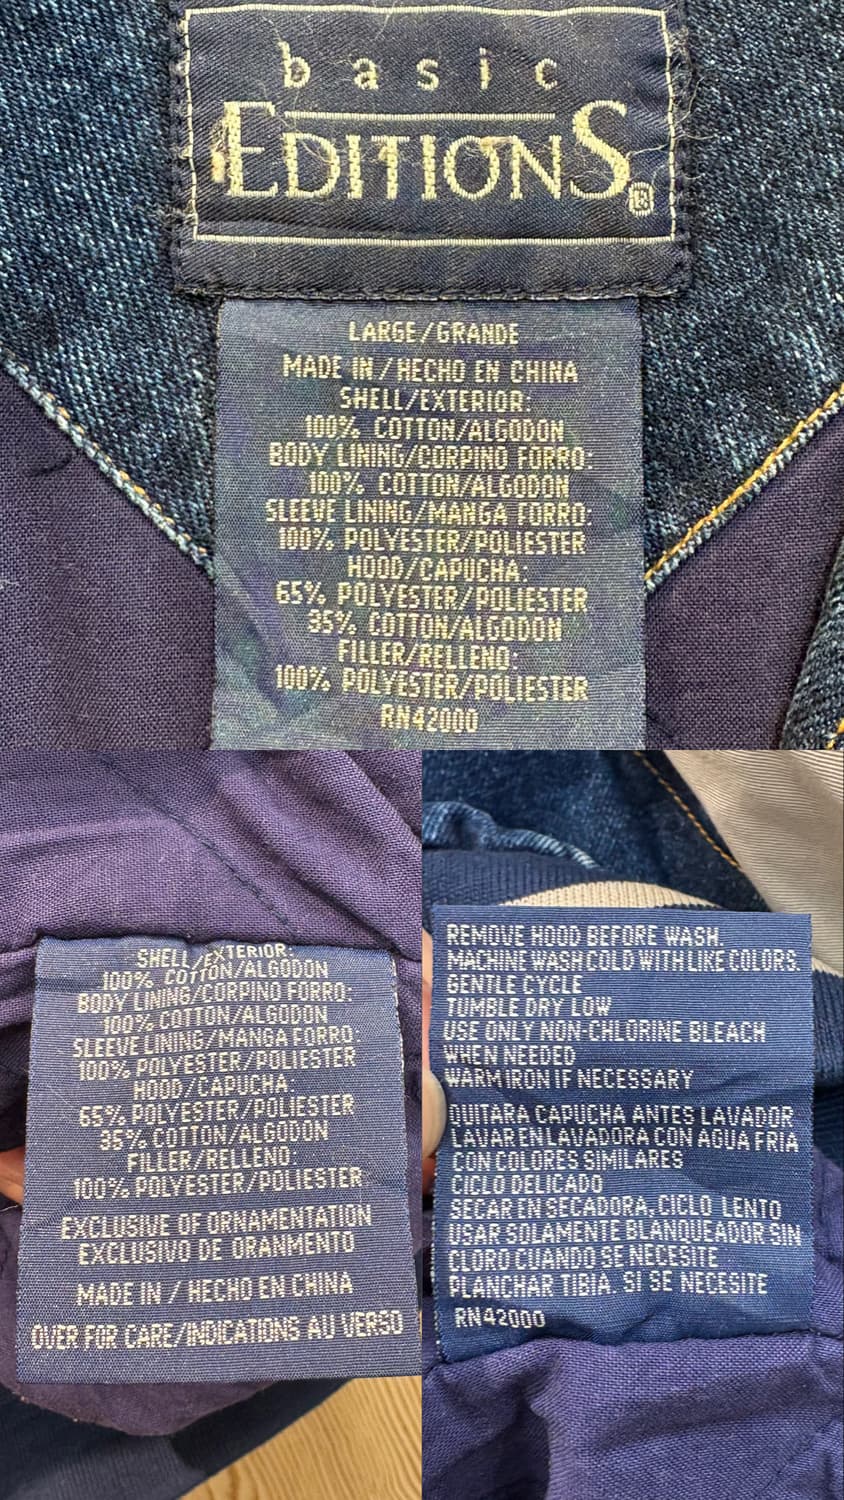 basic
EDITIONS®
LARGE/GRANDE
MADE IN / HECHO EN CHINA
SHELL/EXTERIOR:
100% COTTON/ALGODON
BODY LINING/CORPINO FORRO:
100% COTTON/ALGODON
SLEEVE LINING/MANGA FORRO:
100% POLYESTER/POLIESTER
HOOD/CAPUCHA:
65% POLYESTER/POLIESTER
35% COTTON/ALGODON
FILLER/RELLENO:
100% POLYESTER/POLIESTER
RN42000
SHELL/EXTERIOR:
100% COTTON/ALGODON
BODY LINING/CORPINO FORRO:
100% COTTON/ALGODON
SLEEVE LINING/MANGA FORRO:
100% POLYESTER/POLIESTER
HOOD/CAPUCHA:
65% POLYESTER/POLIESTER
35% COTTON/ALGODON
FILLER/RELLENO:
100% POLYESTER/POLIESTER
EXCLUSIVE OF ORNAMENTATION
EXCLUSIVO DE ORANMENTO
MADE IN / HECHO EN CHINA
OVER FOR CARE/INDICATIONS AU VERSO
REMOVE HOOD BEFORE WASH.
MACHINE WASH COLD WITH LIKE COLORS.
GENTLE CYCLE
TUMBLE DRY LOW
USE ONLY NON-CHLORINE BLEACH
WHEN NEEDED
WARM IRON IF NECESSARY
QUITARA CAPUCHA ANTES LAVADOR
LAVAR EN LAVADORA CON AGUA FRIA
CON COLORES SIMILARES
CICLO DELICADO
SECAR EN SECADORA, CICLO LENTO
USAR SOLAMENTE BLANQUEADOR SIN
CLORO CUANDO SE NECESITE
PLANCHAR TIBIA. SI SE NECESITE
RN42000